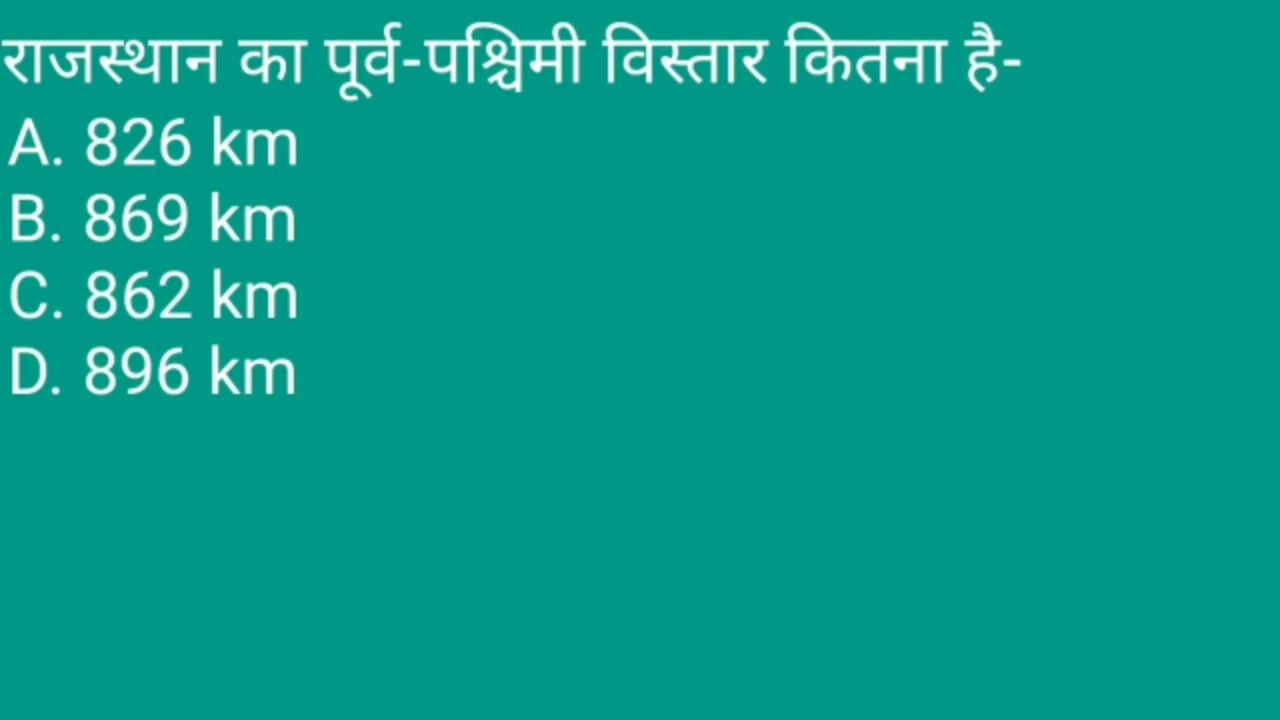 राजस्थान का पूर्व-पश्चिमी विस्तार कितना है-
A. 826 km
B. 869 km
C. 862 km
D. 896 km